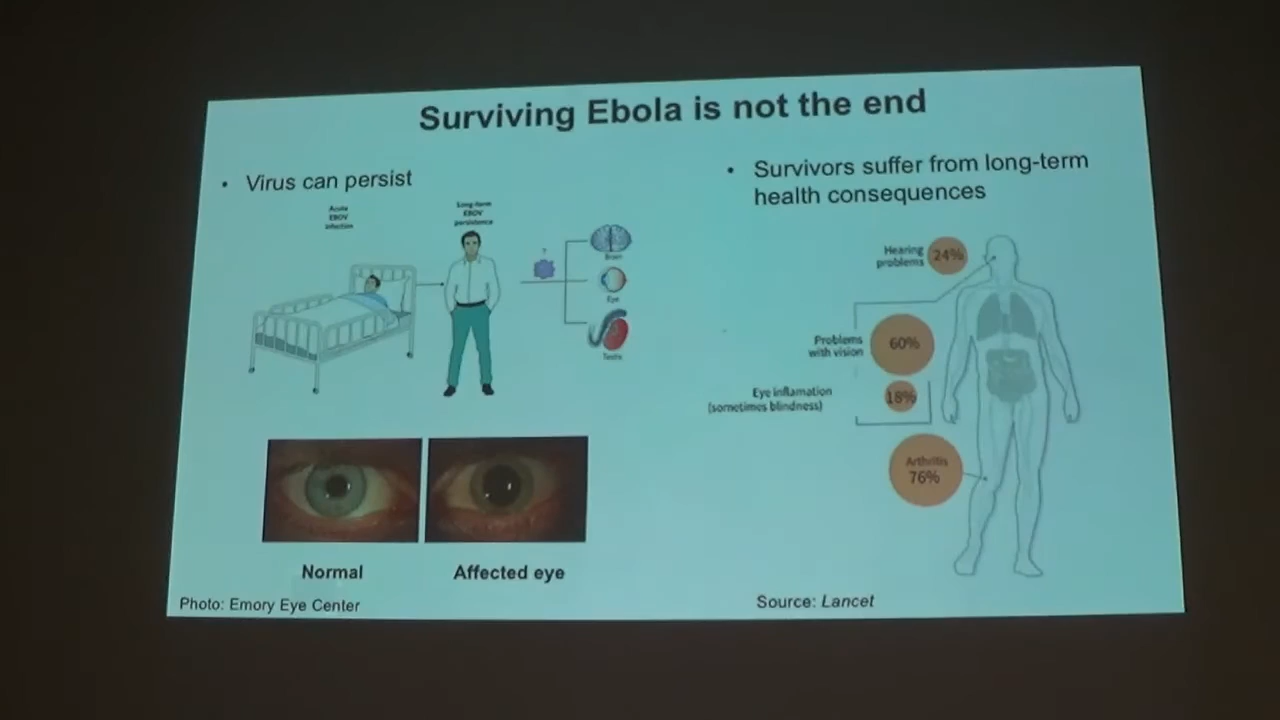 Surviving Ebola is not the end
• Virus can persist
Acute
EBOV
infection
Long-term
EBOV
persistence
?
Brain
Eye
Testis
Normal
Affected eye
Photo: Emory Eye Center
• Survivors suffer from long-term
health consequences
Hearing
problems
24%
Problems
with vision
60%
Eye inflamation
(sometimes blindness)
18%
Arthritis
76%
Source: Lancet